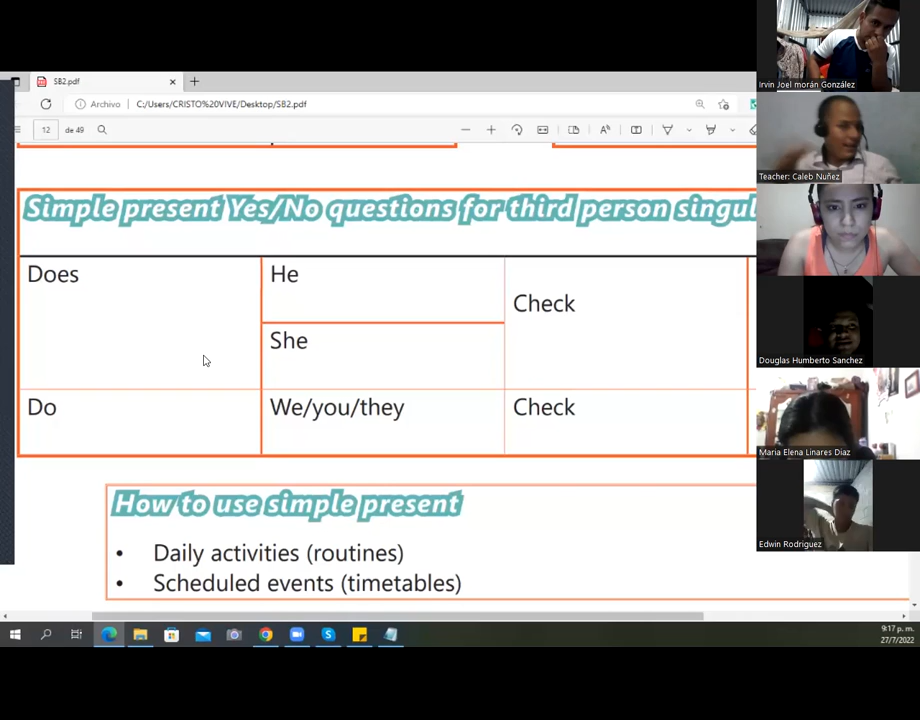 SB2.pdf
Archivo
C:/Users/CRISTO%20VIVE/Desktop/SB2.pdf
12
de 49
Simple present Yes/No questions for third person singul
Does
He
Check
She
Do
We/you/they
Check
How to use simple present
• Daily activities (routines)
• Scheduled events (timetables)
9:17 p. m.
27/7/2022
Irvin Joel morán González
Teacher: Caleb Nuñez
Douglas Humberto Sanchez
Maria Elena Linares Diaz
Edwin Rodriguez